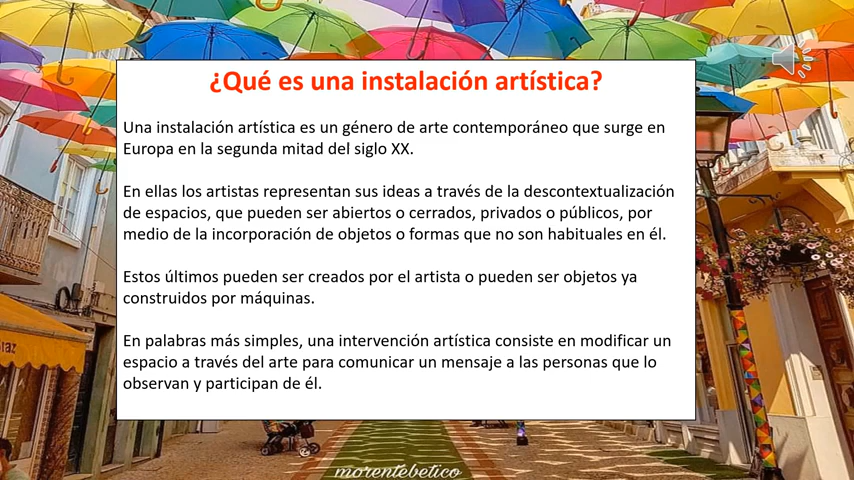 ¿Qué es una instalación artística?
Una instalación artística es un género de arte contemporáneo que surge en
Europa en la segunda mitad del siglo XX.
En ellas los artistas representan sus ideas a través de la descontextualización
de espacios, que pueden ser abiertos o cerrados, privados o públicos, por
medio de la incorporación de objetos o formas que no son habituales en él.
Estos últimos pueden ser creados por el artista o pueden ser objetos ya
construidos por máquinas.
En palabras más simples, una intervención artística consiste en modificar un
espacio a través del arte para comunicar un mensaje a las personas que lo
observan y participan de él.
morentebetico